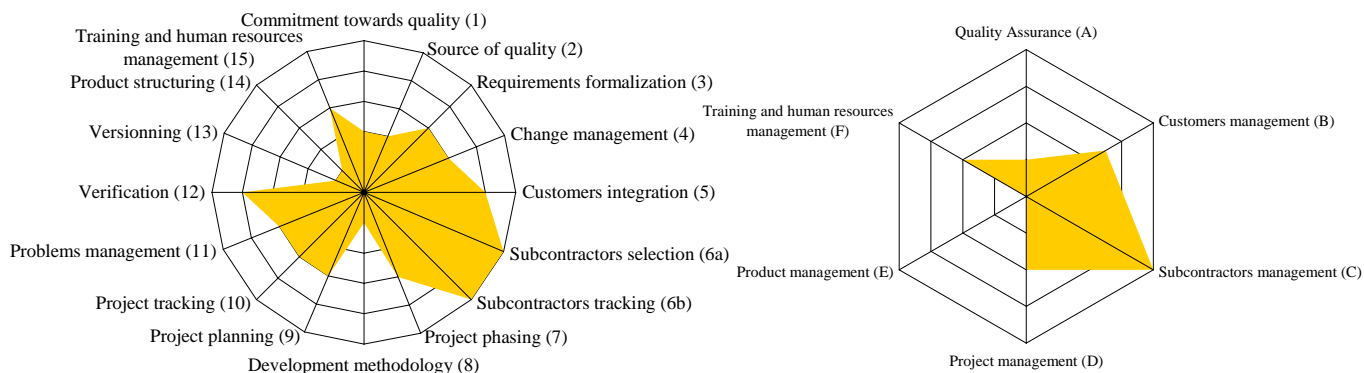 Commitment towards quality (1)
Source of quality (2)
Requirements formalization (3)
Change management (4)
Customers integration (5)
Subcontractors selection (6a)
Subcontractors tracking (6b)
Project phasing (7)
Development methodology (8)
Project planning (9)
Project tracking (10)
Problems management (11)
Verification (12)
Versionning (13)
Product structuring (14)
Training and human resources
management (15)
Quality Assurance (A)
Customers management (B)
Subcontractors management (C)
Project management (D)
Product management (E)
Training and human resources
management (F)